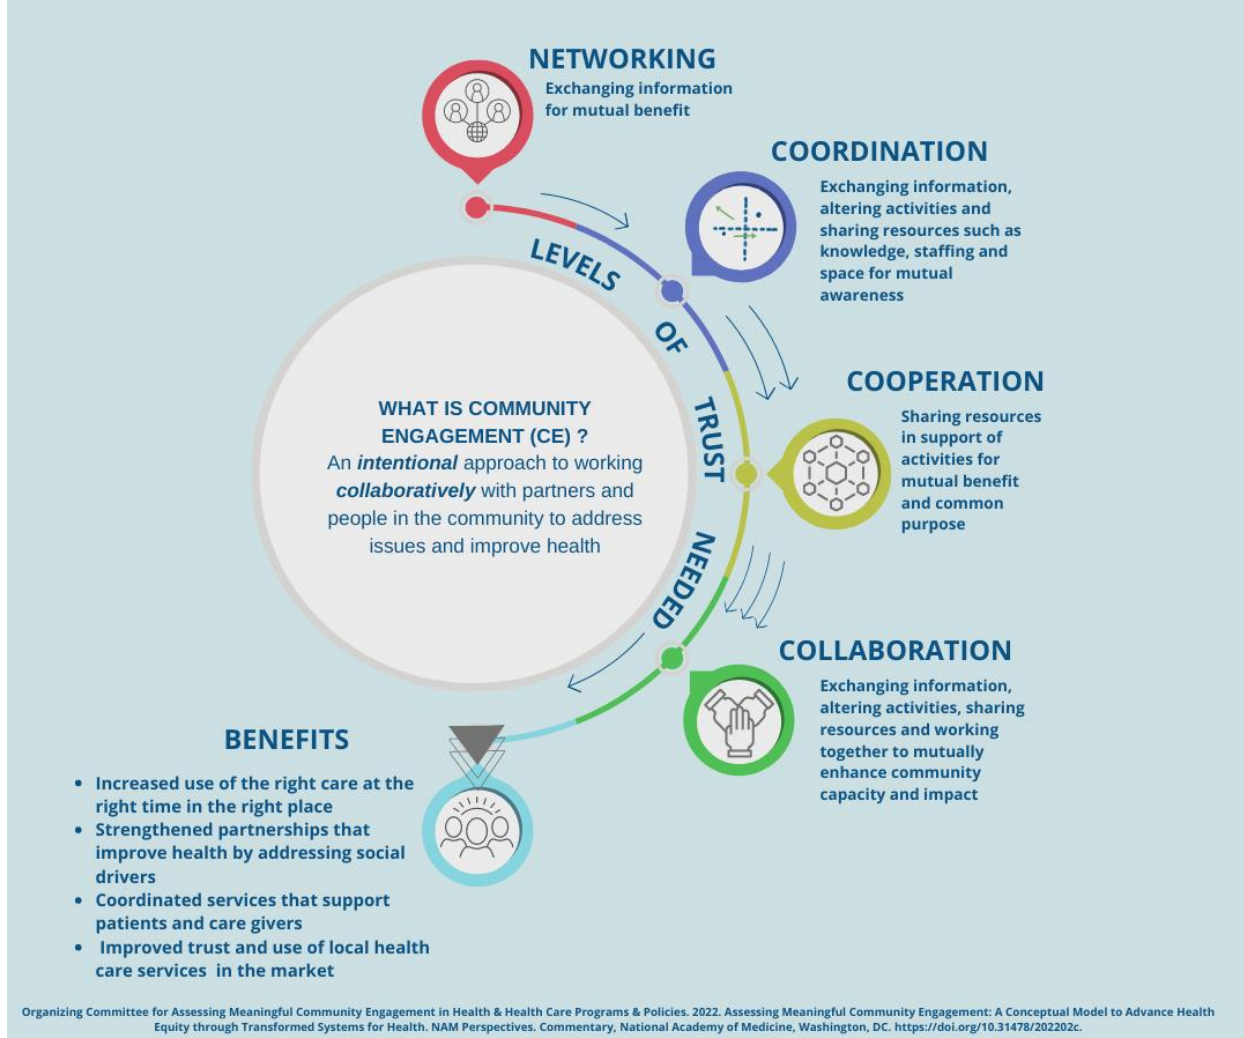 NETWORKING
Exchanging information
for mutual benefit
COORDINATION
Exchanging information,
altering activities and
sharing resources such as
knowledge, staffing and
space for mutual
awareness
LEVELS
OF
TRUST
NEEDED
COOPERATION
Sharing resources
in support of
activities for
mutual benefit
and common
purpose
WHAT IS COMMUNITY
ENGAGEMENT (CE) ?
An intentional approach to working
collaboratively with partners and
people in the community to address
issues and improve health
COLLABORATION
Exchanging information,
altering activities, sharing
resources and working
together to mutually
enhance community
capacity and impact
BENEFITS
• Increased use of the right care at the
right time in the right place
• Strengthened partnerships that
improve health by addressing social
drivers
• Coordinated services that support
patients and care givers
• Improved trust and use of local health
care services in the market
Organizing Committee for Assessing Meaningful Community Engagement in Health & Health Care Programs & Policies. 2022. Assessing Meaningful Community Engagement: A Conceptual Model to Advance Health
Equity through Transformed Systems for Health. NAM Perspectives. Commentary, National Academy of Medicine, Washington, DC. https://doi.org/10.31478/202202c.